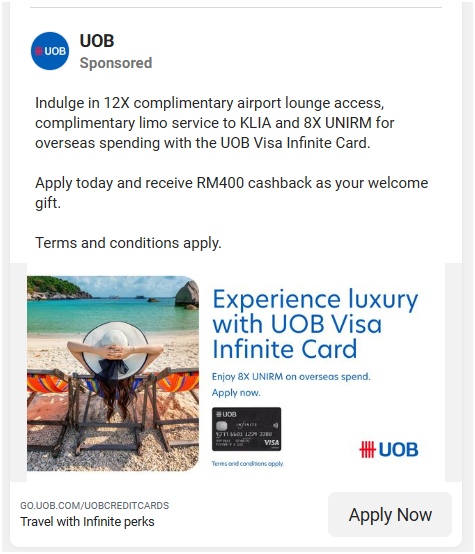 UOB
UOB
Sponsored
Indulge in 12X complimentary airport lounge access,
complimentary limo service to KLIA and 8X UNIRM for
overseas spending with the UOB Visa Infinite Card.
Apply today and receive RM400 cashback as your welcome
gift.
Terms and conditions apply.
Experience luxury
with UOB Visa
Infinite Card
Enjoy 8X UNIRM on overseas spend.
Apply now.
UOB
INFINITE
VISA
UOB
Terms and conditions apply.
GO.UOB.COM/UOBCREDITCARDS
Travel with Infinite perks
Apply Now